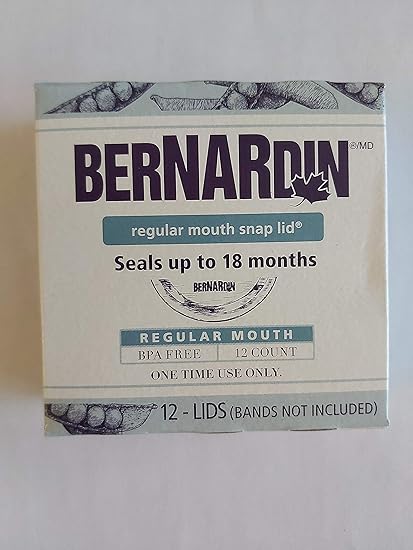 BERNARDIN®/MD
regular mouth snap lid®
Seals up to 18 months
BERNARDIN
REGULAR MOUTH
BPA FREE 12 COUNT
ONE TIME USE ONLY.
12 - LIDS (BANDS NOT INCLUDED)